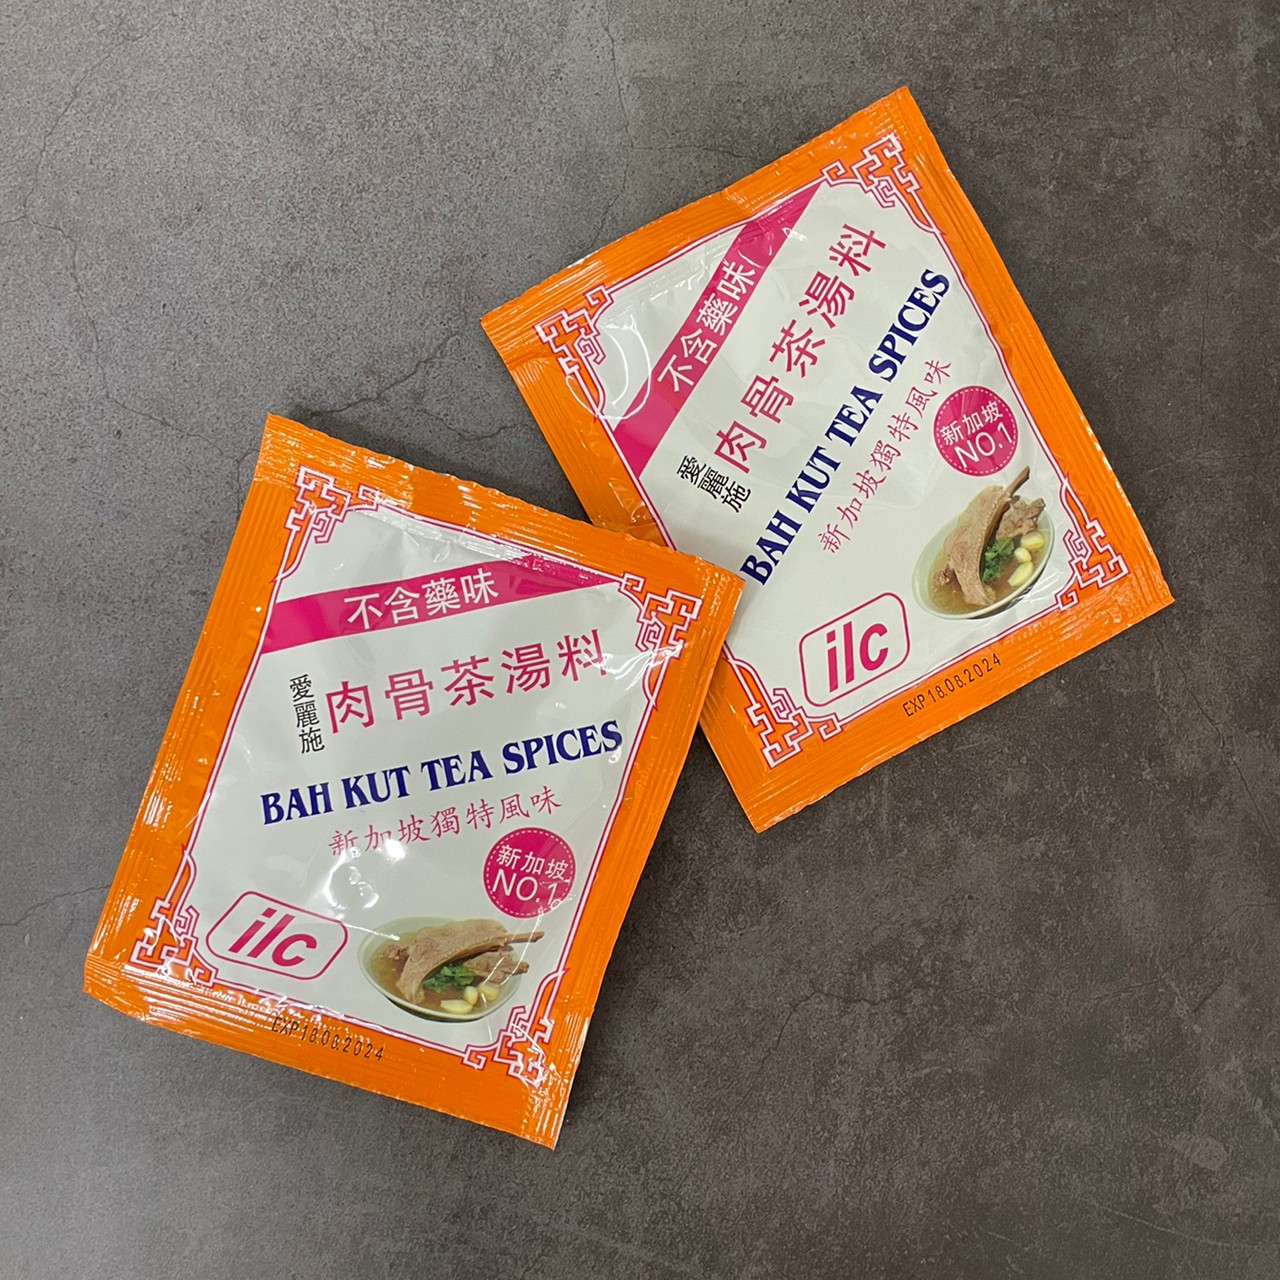 不含藥味
愛麗施
肉骨茶湯料
BAH KUT TEA SPICES
新加坡獨特風味
新加坡
NO.1
ilc
EXP 18.08.2024
不含藥味
愛麗施
肉骨茶湯料
BAH KUT TEA SPICES
新加坡獨特風味
新加坡
NO.1
ilc
EXP 18.08.2024